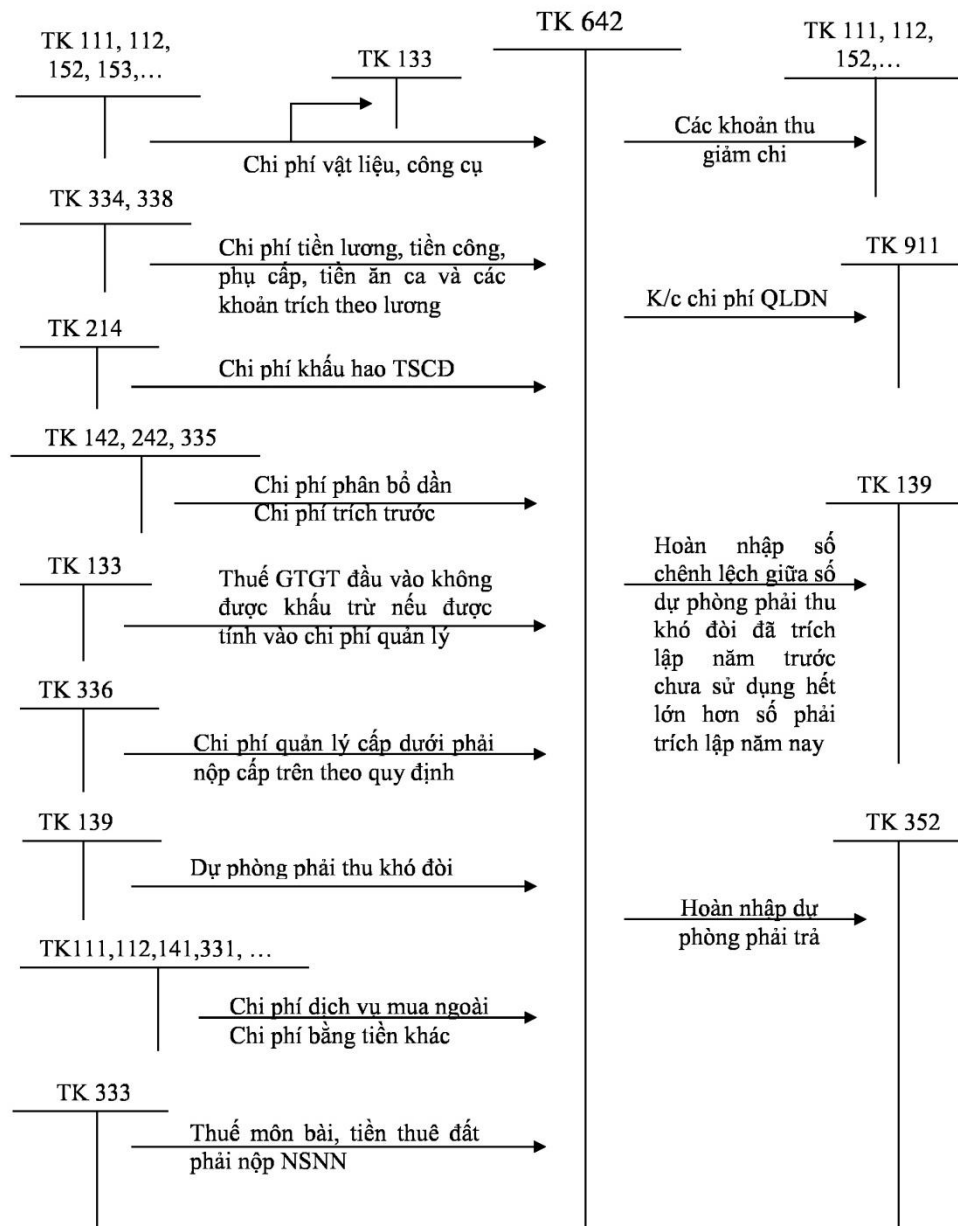 TK 642
TK 111, 112,
152, 153,…
TK 133
Chi phí vật liệu, công cụ
TK 111, 112,
152,…
Các khoản thu
giảm chi
TK 334, 338
Chi phí tiền lương, tiền công,
phụ cấp, tiền ăn ca và các
khoản trích theo lương
TK 911
K/c chi phí QLDN
TK 214
Chi phí khấu hao TSCĐ
TK 142, 242, 335
Chi phí phân bổ dần
Chi phí trích trước
TK 139
Hoàn nhập số
chênh lệch giữa số
dự phòng phải thu
khó đòi đã trích
lập năm trước
chưa sử dụng hết
lớn hơn số phải
trích lập năm nay
TK 133
Thuế GTGT đầu vào không
được khấu trừ nếu được
tính vào chi phí quản lý
TK 336
Chi phí quản lý cấp dưới phải
nộp cấp trên theo quy định
TK 139
Dự phòng phải thu khó đòi
TK 352
Hoàn nhập dự
phòng phải trả
TK111,112,141,331, …
Chi phí dịch vụ mua ngoài
Chi phí bằng tiền khác
TK 333
Thuế môn bài, tiền thuê đất
phải nộp NSNN